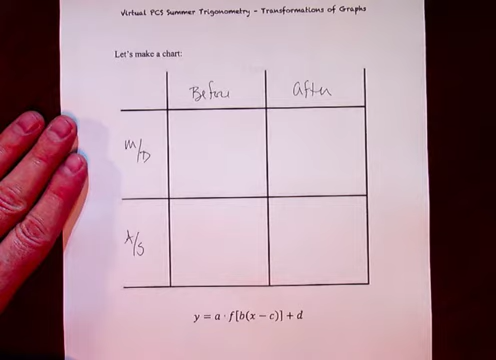 Virtual PCS Summer Trigonometry - Transformations of Graphs
Let's make a chart:
Before After
M/D
A/S
y = a · f[b(x − c)] + d